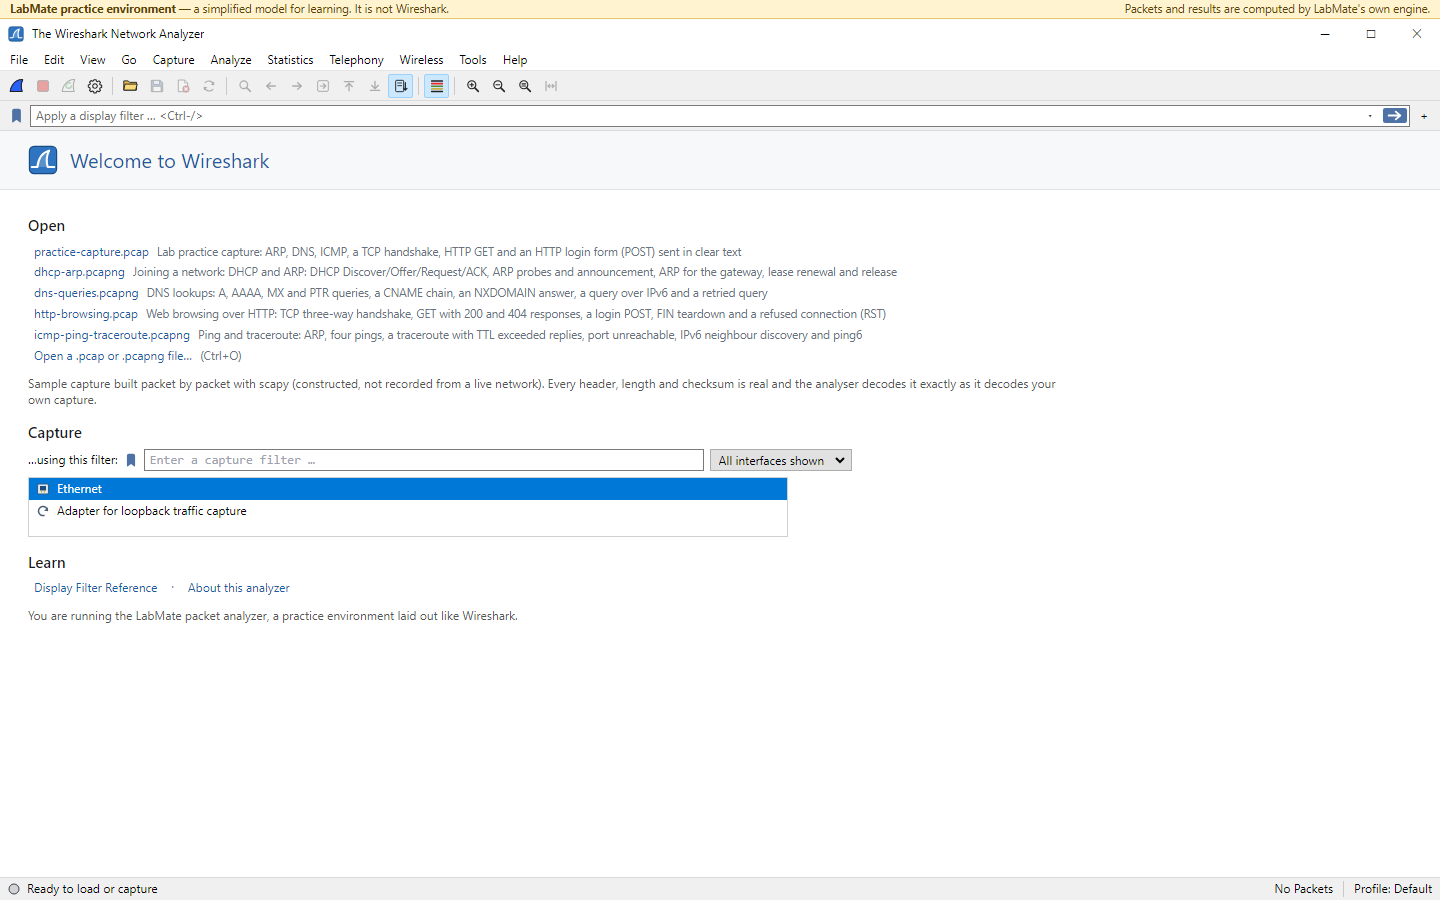 LabMate practice environment — a simplified model for learning. It is not Wireshark. Packets and results are computed by LabMate's own engine.
The Wireshark Network Analyzer
File Edit View Go Capture Analyze Statistics Telephony Wireless Tools Help
Apply a display filter ... <Ctrl-/>
Welcome to Wireshark
Open
practice-capture.pcap Lab practice capture: ARP, DNS, ICMP, a TCP handshake, HTTP GET and an HTTP login form (POST) sent in clear text
dhcp-arp.pcapng Joining a network: DHCP and ARP: DHCP Discover/Offer/Request/ACK, ARP probes and announcement, ARP for the gateway, lease renewal and release
dns-queries.pcapng DNS lookups: A, AAAA, MX and PTR queries, a CNAME chain, an NXDOMAIN answer, a query over IPv6 and a retried query
http-browsing.pcap Web browsing over HTTP: TCP three-way handshake, GET with 200 and 404 responses, a login POST, FIN teardown and a refused connection (RST)
icmp-ping-traceroute.pcapng Ping and traceroute: ARP, four pings, a traceroute with TTL exceeded replies, port unreachable, IPv6 neighbour discovery and ping6
Open a .pcap or .pcapng file... (Ctrl+O)
Sample capture built packet by packet with scapy (constructed, not recorded from a live network). Every header, length and checksum is real and the analyser decodes it exactly as it decodes your
own capture.
Capture
...using this filter: Enter a capture filter … All interfaces shown
Ethernet
Adapter for loopback traffic capture
Learn
Display Filter Reference · About this analyzer
You are running the LabMate packet analyzer, a practice environment laid out like Wireshark.
Ready to load or capture No Packets Profile: Default